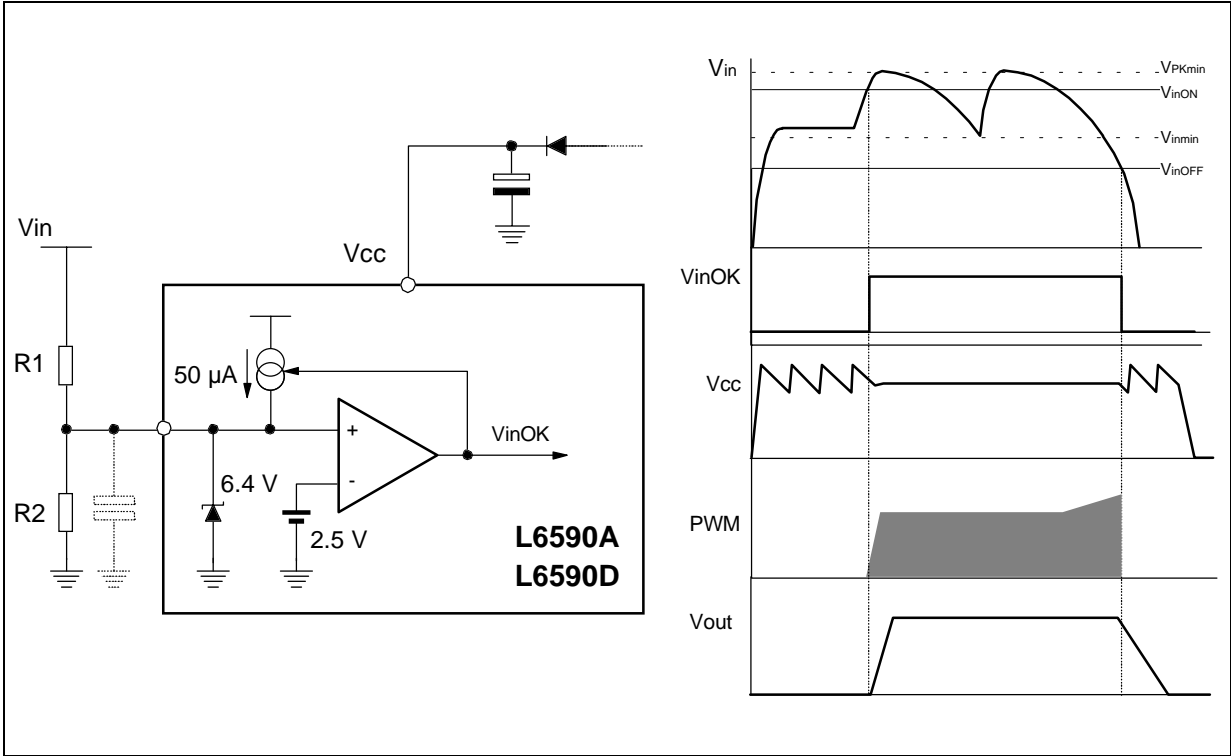 Vin
R1
R2
Vcc
50 µA
6.4 V
+
-
2.5 V
VinOK
L6590A
L6590D
Vin
VPKmin
VinON
Vinmin
VinOFF
VinOK
Vcc
PWM
Vout